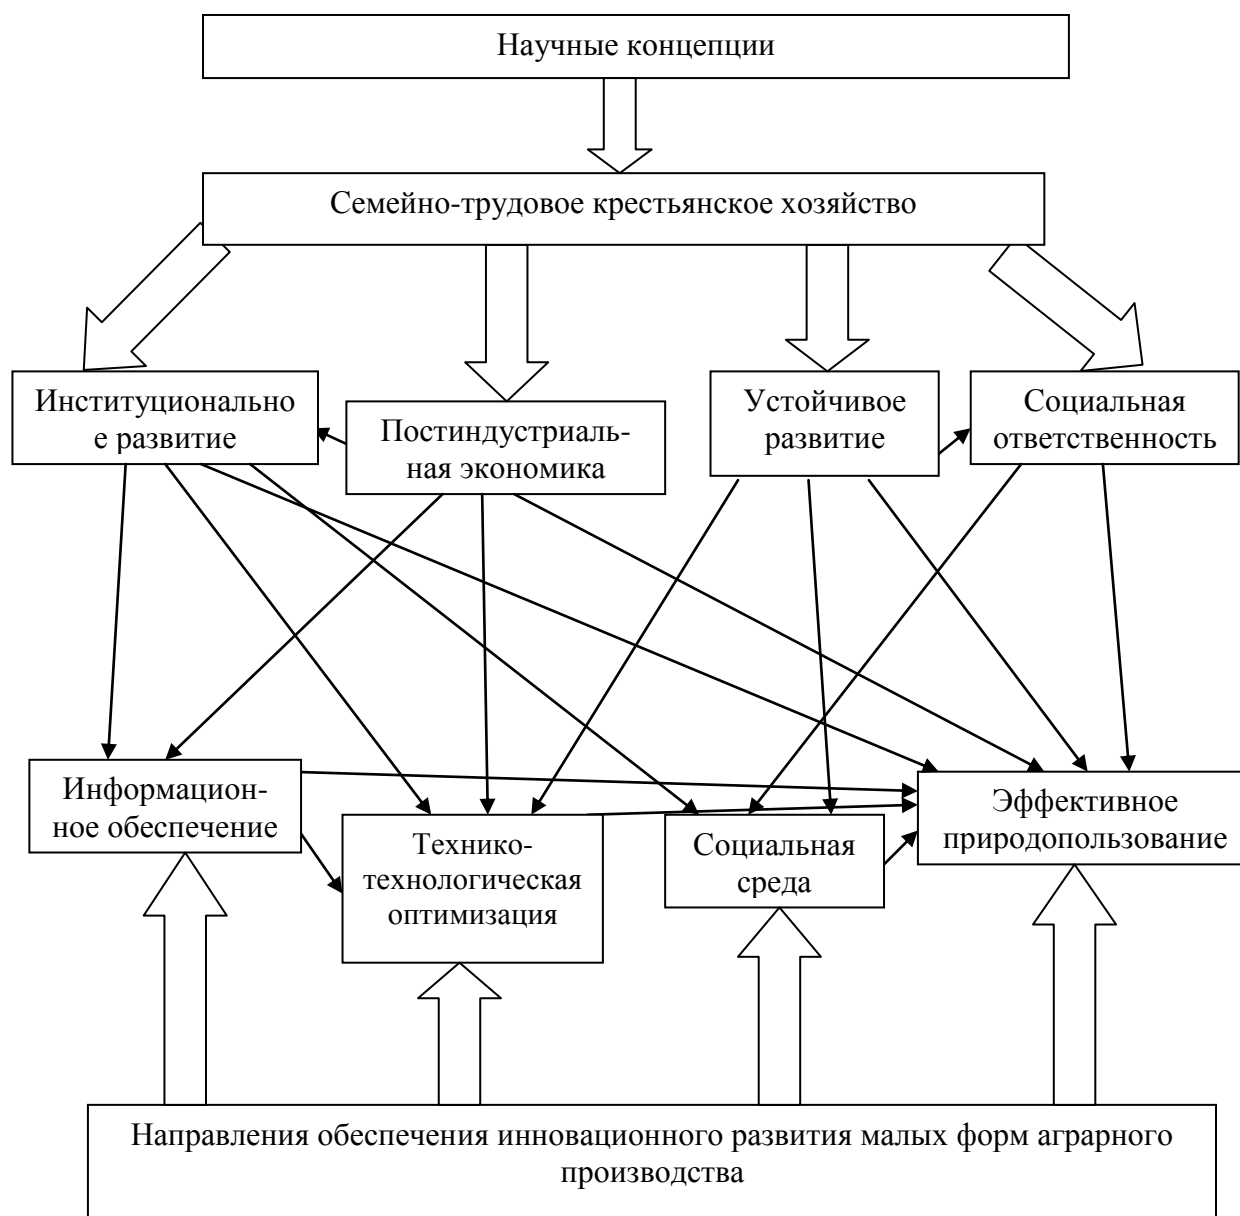 Научные концепции
Семейно-трудовое крестьянское хозяйство
Институционально
е развитие
Постиндустриаль-
ная экономика
Устойчивое
развитие
Социальная
ответственность
Информацион-
ное обеспечение
Технико-
технологическая
оптимизация
Социальная
среда
Эффективное
природопользование
Направления обеспечения инновационного развития малых форм аграрного
производства